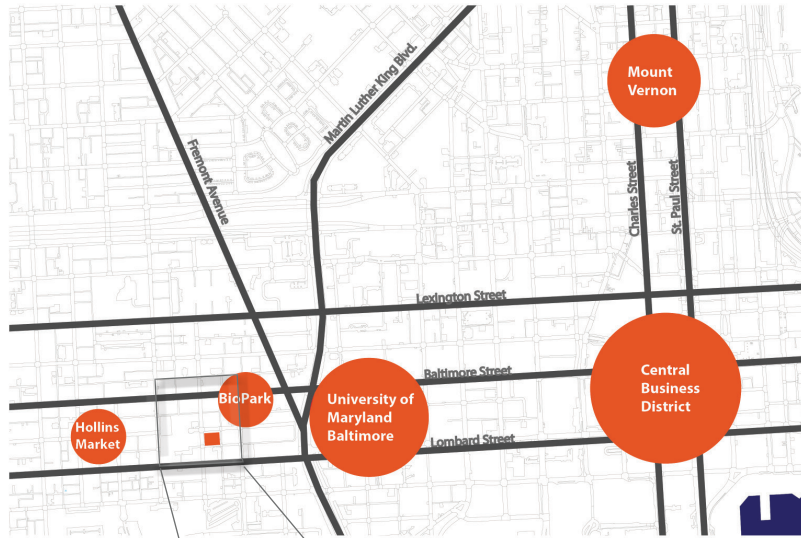 Mount
Vernon
Martin Luther King Blvd.
Fremont Avenue
Charles Street
St. Paul Street
Lexington Street
Baltimore Street
Central
Business
District
BioPark
University of
Maryland
Baltimore
Hollins
Market
Lombard Street